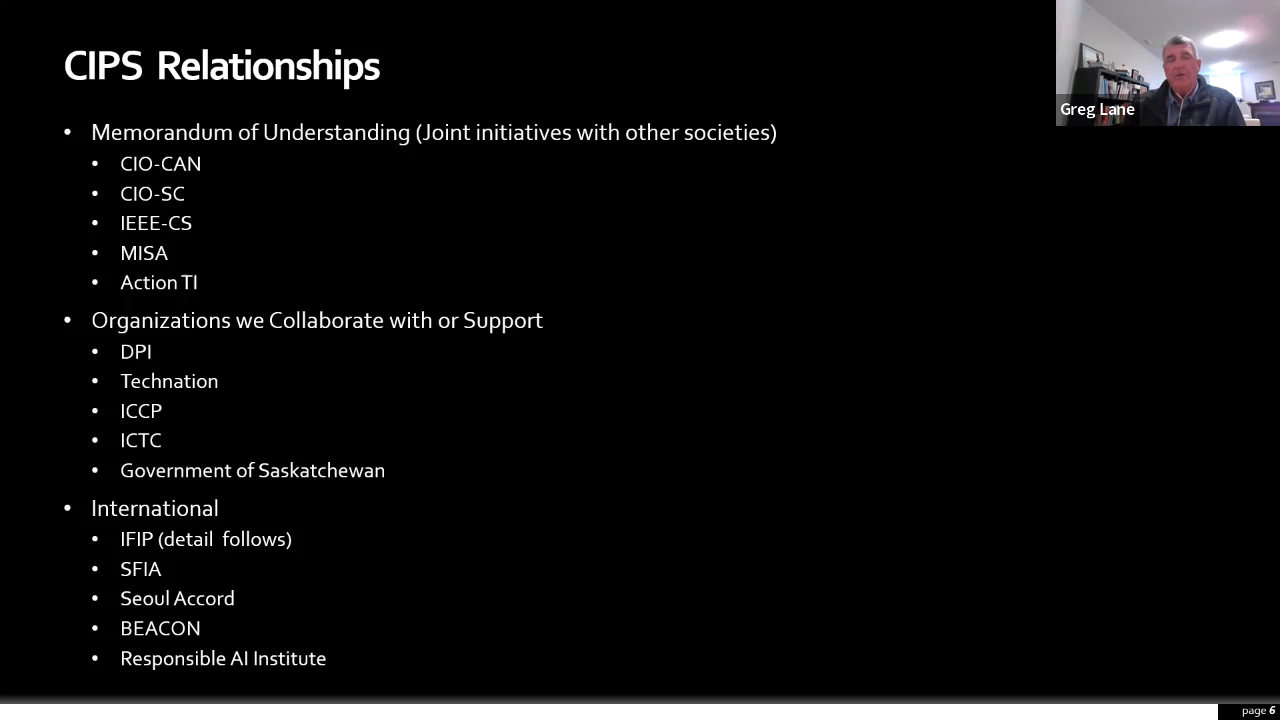 CIPS Relationships
Greg Lane
• Memorandum of Understanding (Joint initiatives with other societies)
• CIO-CAN
• CIO-SC
• IEEE-CS
• MISA
• Action TI
• Organizations we Collaborate with or Support
• DPI
• Technation
• ICCP
• ICTC
• Government of Saskatchewan
• International
• IFIP (detail follows)
• SFIA
• Seoul Accord
• BEACON
• Responsible AI Institute
page 6